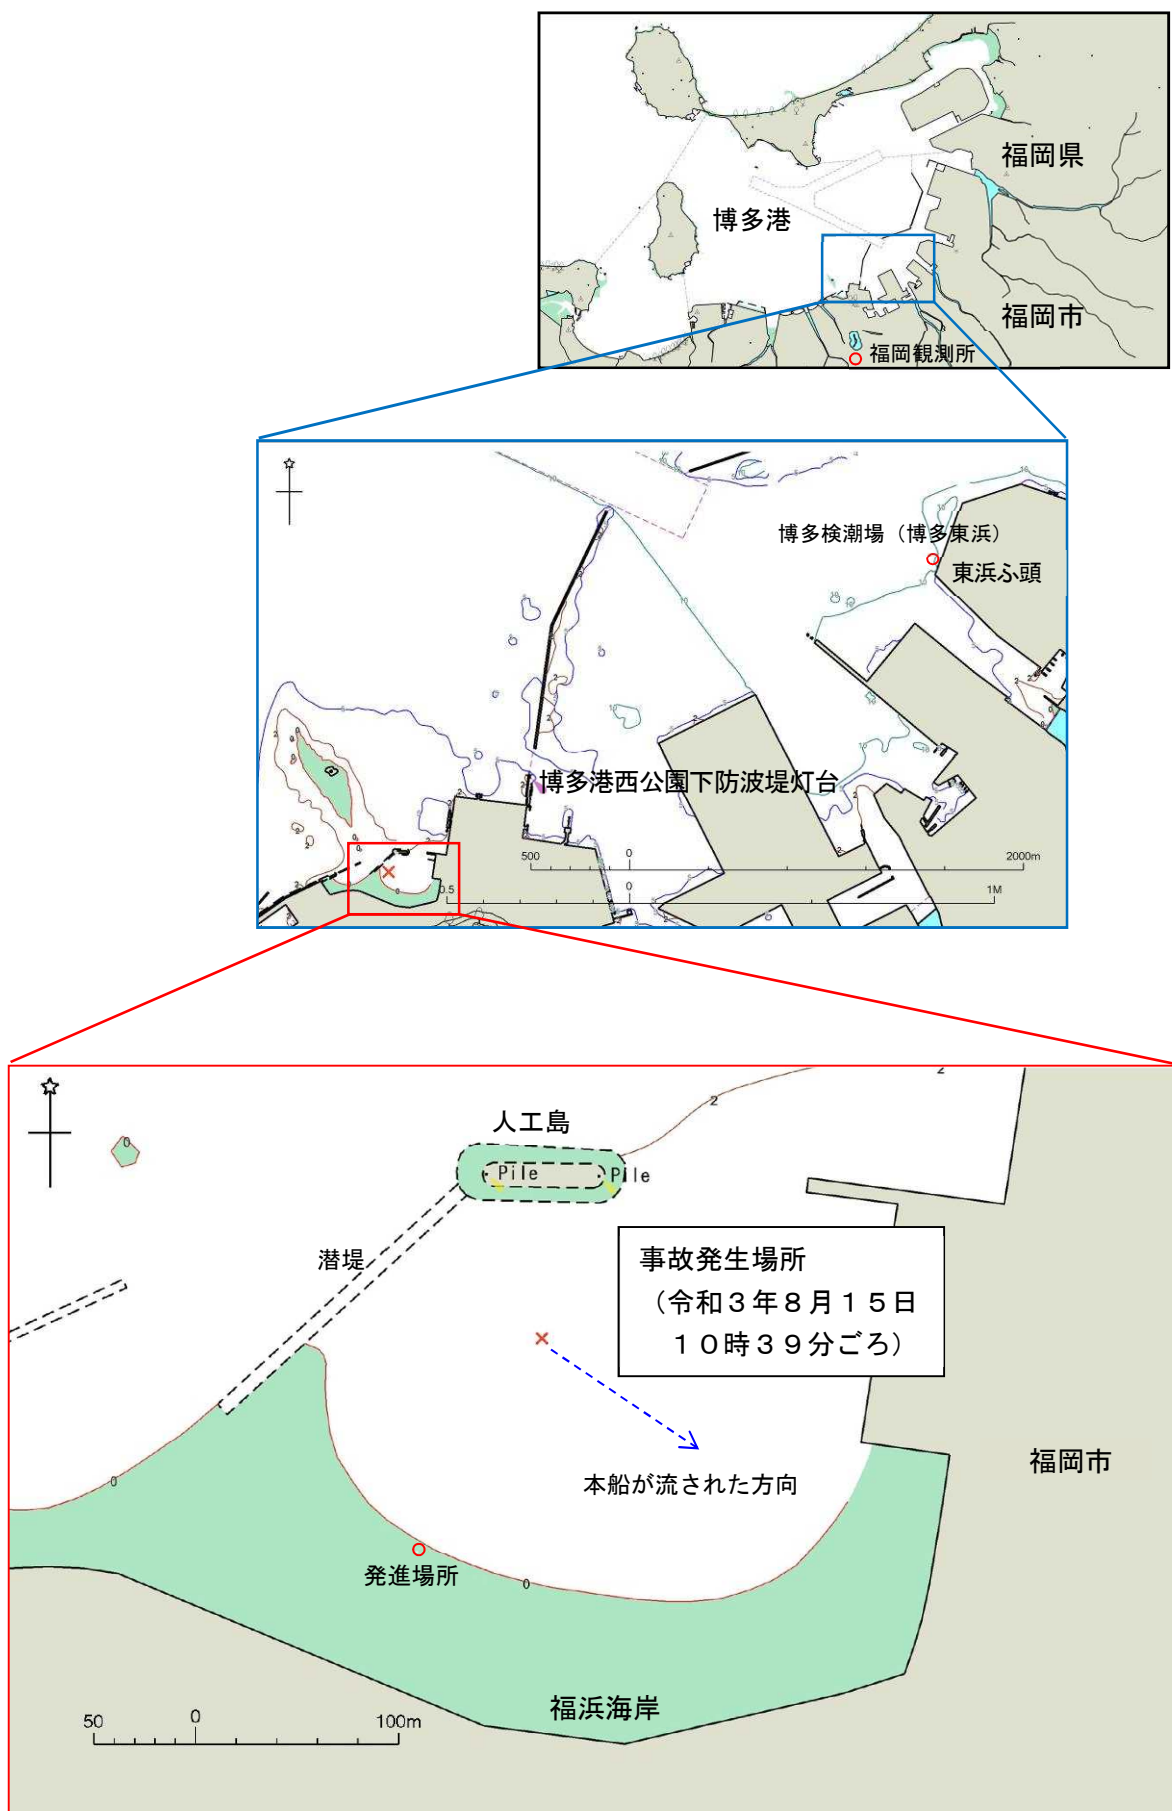 福岡県
博多港
福岡市
福岡観測所
博多検潮場（博多東浜）
東浜ふ頭
博多港西公園下防波堤灯台
500
0
2000m
0.5
0
1M
2
2
人工島
0
Pile
Pile
潜堤
事故発生場所
（令和３年８月１５日
１０時３９分ごろ）
福岡市
本船が流された方向
0
発進場所
0
福浜海岸
50
0
100m